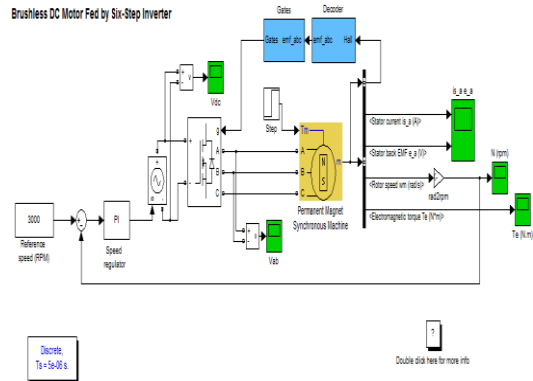 Brushless DC Motor Fed by Six-Step Inverter
Gates
Decoder
Gates emf_abc
emf_abc Hall
+
-
v
Vdc
is_a e_a
Step
g
A
B
C
+
-
Tm
A
B
C
N
S
m
<Stator current is_a (A)>
<Stator back EMF e_a (V)>
<Rotor speed wm (rad/s)>
<Electromagnetic torque Te (N*m)>
rad2rpm
N (rpm)
Te (N.m)
Permanent Magnet
Synchronous Machine
3000
Reference
speed (RPM)
PI
Speed
regulator
+
-
v
Vab
Discrete,
Ts = 5e-06 s.
?
Double click here for more info